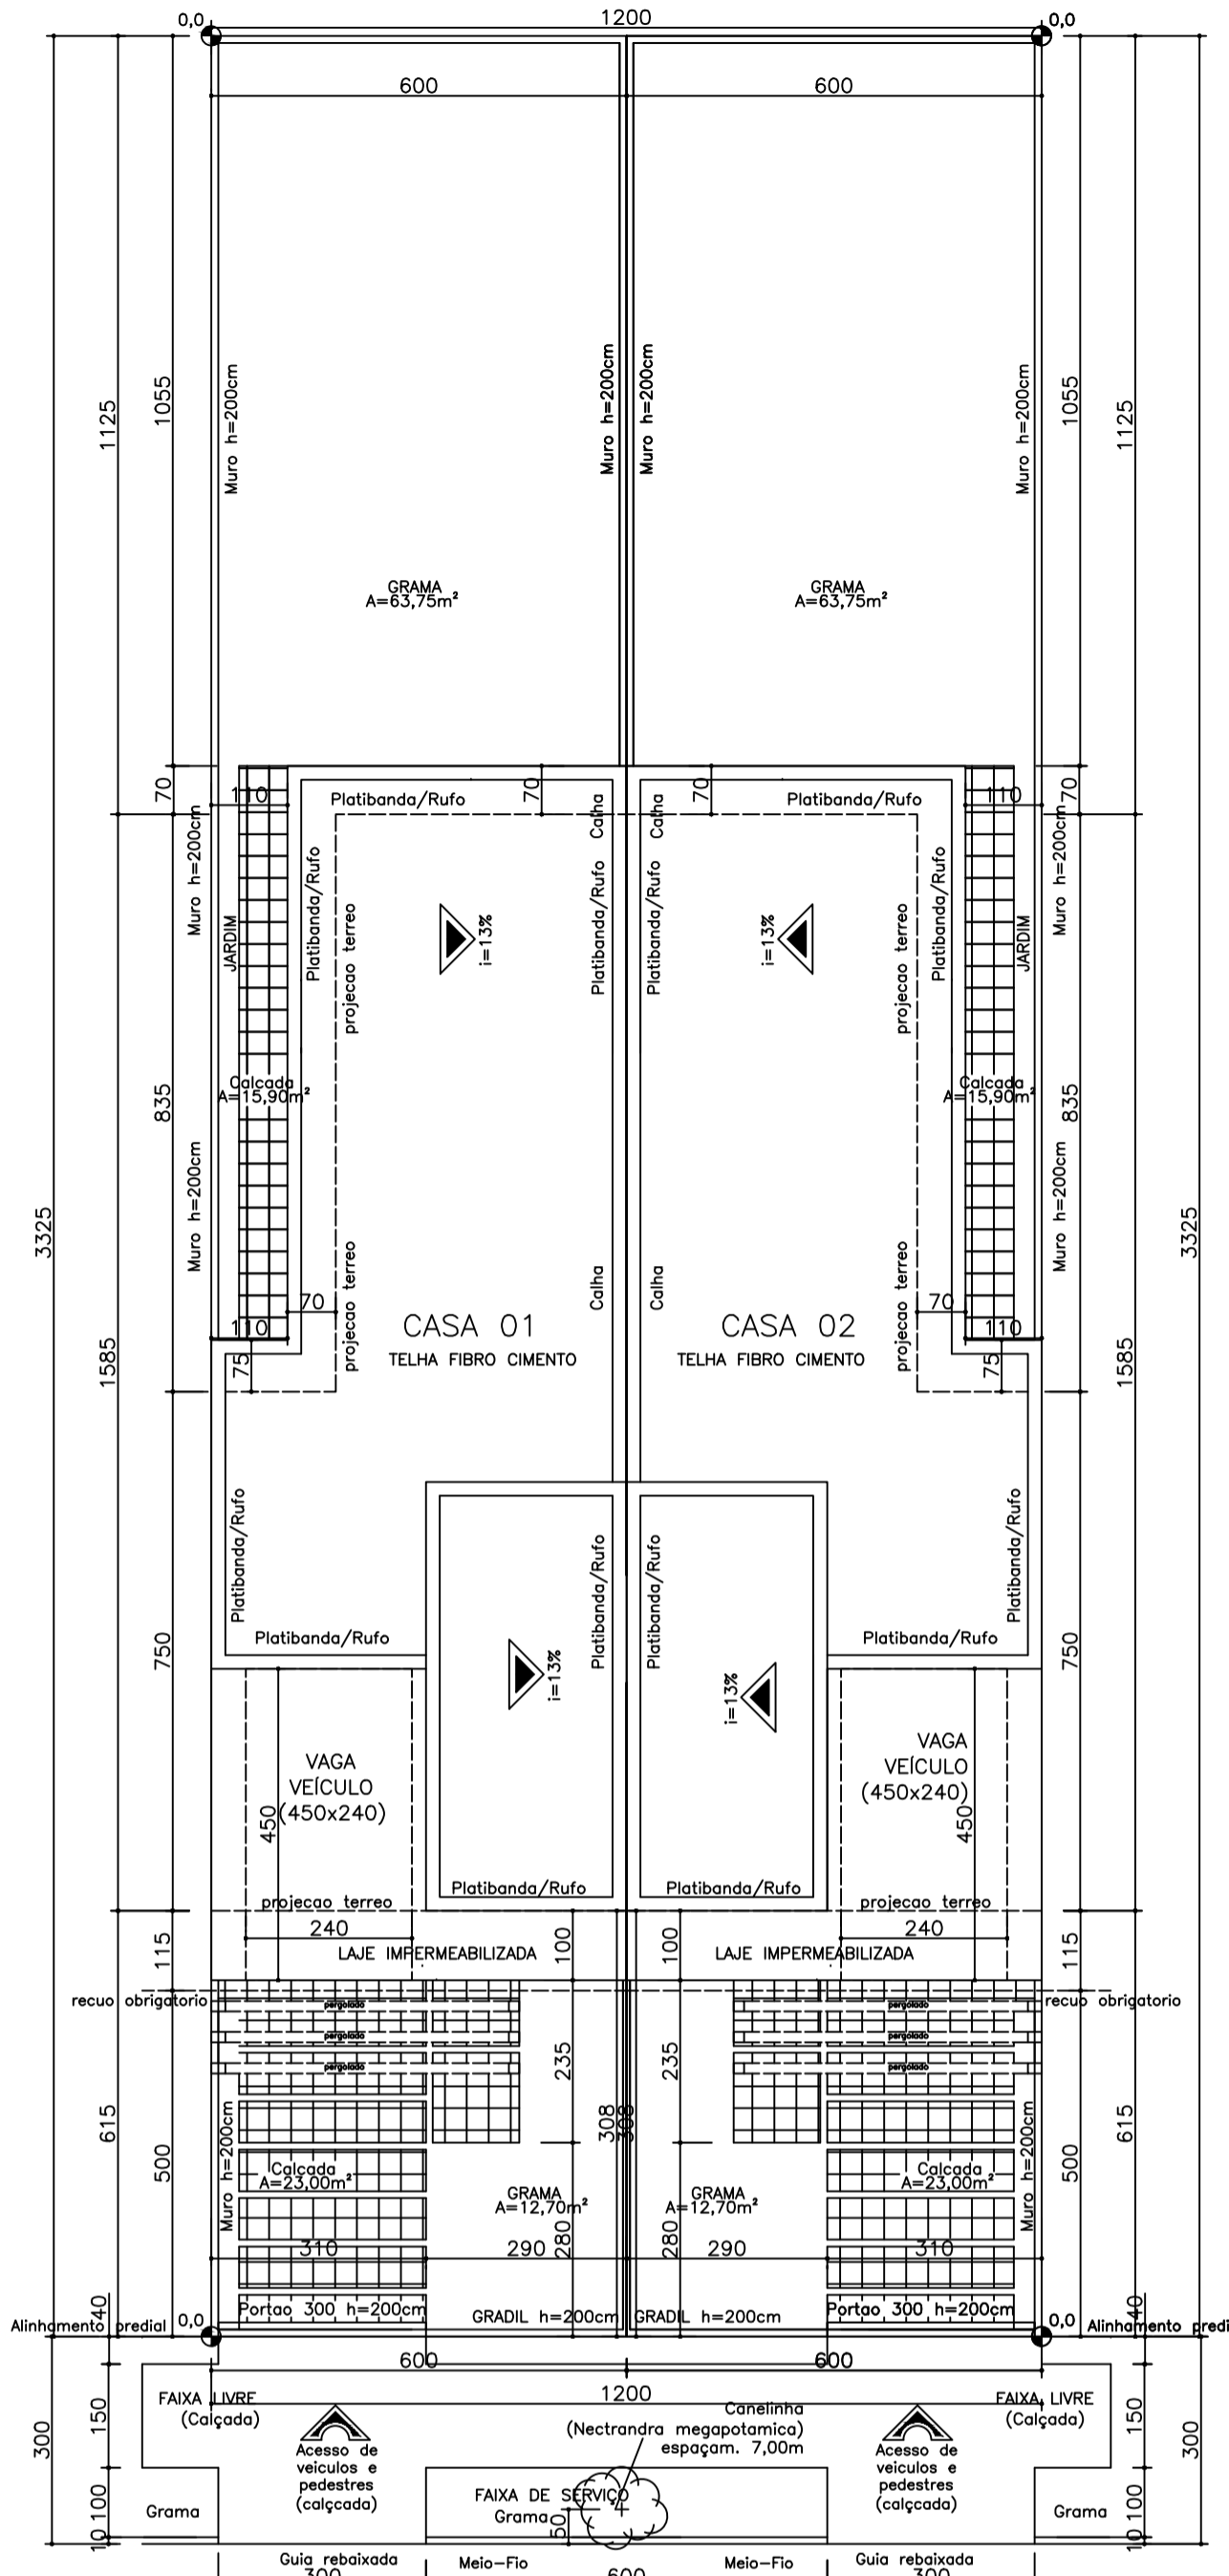 0,0
1200
0,0
600
600
1055
1125
1055
1125
Muro h=200cm
Muro h=200cm
Muro h=200cm
Muro h=200cm
GRAMA
A=63,75m²
GRAMA
A=63,75m²
70
110
Platibanda/Rufo
70
Calha
Calha
70
Platibanda/Rufo
110
70
Muro h=200cm
JARDIM
Platibanda/Rufo
projecao terreo
i=13%
Platibanda/Rufo
Platibanda/Rufo
i=13%
projecao terreo
Platibanda/Rufo
JARDIM
Muro h=200cm
835
Calcada
A=15,90m²
Calcada
A=15,90m²
835
3325
Muro h=200cm
projecao terreo
Calha
Calha
projecao terreo
Muro h=200cm
3325
70
70
110
CASA 01
CASA 02
110
TELHA FIBRO CIMENTO
TELHA FIBRO CIMENTO
1585
75
75
1585
Platibanda/Rufo
Platibanda/Rufo
Platibanda/Rufo
Platibanda/Rufo
750
Platibanda/Rufo
Platibanda/Rufo
750
i=13%
i=13%
VAGA
VEÍCULO
(450x240)
VAGA
VEÍCULO
(450x240)
450
450
Platibanda/Rufo
Platibanda/Rufo
projecao terreo
projecao terreo
240
240
115
LAJE IMPERMEABILIZADA
100
100
LAJE IMPERMEABILIZADA
115
recuo obrigatorio
recuo obrigatorio
pergolado
pergolado
pergolado
pergolado
pergolado
pergolado
235
235
308
308
615
500
Muro h=200cm
Calcada
A=23,00m²
Calcada
A=23,00m²
Muro h=200cm
500
615
GRAMA
A=12,70m²
GRAMA
A=12,70m²
310
290
280
280
290
310
40
Portao 300 h=200cm
GRADIL h=200cm
GRADIL h=200cm
Portao 300 h=200cm
40
Alinhamento predial
0,0
0,0
Alinhamento predi
600
600
1200
300
150
FAIXA LIVRE
(Calçada)
Canelinha
(Nectrandra megapotamica)
espaçam. 7,00m
FAIXA LIVRE
(Calçada)
150
300
Acesso de
veiculos e
pedestres
(calçcada)
Acesso de
veiculos e
pedestres
(calçcada)
FAIXA DE SERVIÇO
Grama
50
10 100
Grama
Grama
10 100
Guia rebaixada
Meio-Fio
Meio-Fio
Guia rebaixada
300
600
300